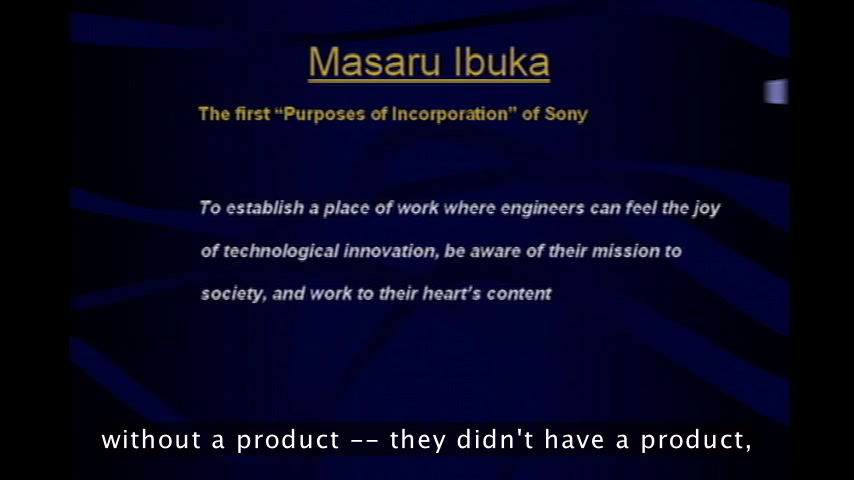 Masaru Ibuka
The first “Purposes of Incorporation” of Sony
To establish a place of work where engineers can feel the joy
of technological innovation, be aware of their mission to
society, and work to their heart's content
without a product -- they didn't have a product,